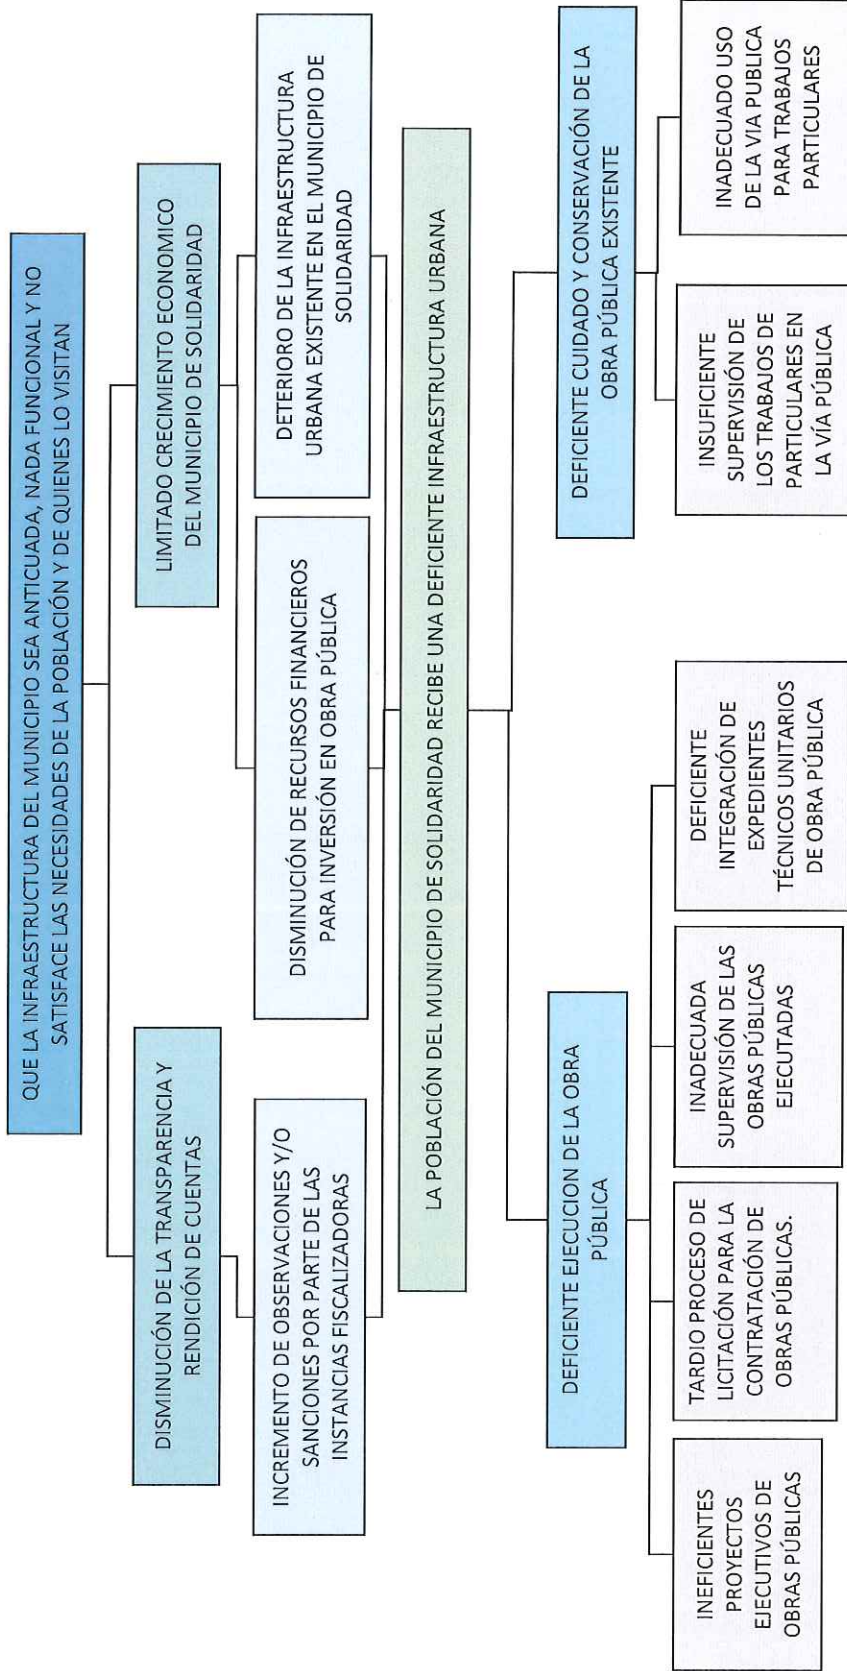 QUE LA INFRAESTRUCTURA DEL MUNICIPIO SEA ANTICUADA, NADA FUNCIONAL Y NO
SATISFACE LAS NECESIDADES DE LA POBLACIÓN Y DE QUIENES LO VISITAN
DISMINUCIÓN DE LA TRANSPARENCIA Y
RENDICIÓN DE CUENTAS
LIMITADO CRECIMIENTO ECONOMICO
DEL MUNICIPIO DE SOLIDARIDAD
INCREMENTO DE OBSERVACIONES Y/O
SANCIONES POR PARTE DE LAS
INSTANCIAS FISCALIZADORAS
DISMINUCIÓN DE RECURSOS FINANCIEROS
PARA INVERSIÓN EN OBRA PÚBLICA
DETERIORO DE LA INFRAESTRUCTURA
URBANA EXISTENTE EN EL MUNICIPIO DE
SOLIDARIDAD
LA POBLACIÓN DEL MUNICIPIO DE SOLIDARIDAD RECIBE UNA DEFICIENTE INFRAESTRUCTURA URBANA
DEFICIENTE EJECUCION DE LA OBRA
PÚBLICA
DEFICIENTE CUIDADO Y CONSERVACIÓN DE LA
OBRA PÚBLICA EXISTENTE
INEFICIENTES
PROYECTOS
EJECUTIVOS DE
OBRAS PÚBLICAS
TARDIO PROCESO DE
LICITACIÓN PARA LA
CONTRATACIÓN DE
OBRAS PÚBLICAS.
INADECUADA
SUPERVISIÓN DE LAS
OBRAS PÚBLICAS
EJECUTADAS
DEFICIENTE
INTEGRACIÓN DE
EXPEDIENTES
TÉCNICOS UNITARIOS
DE OBRA PÚBLICA
INSUFICIENTE
SUPERVISIÓN DE
LOS TRABAJOS DE
PARTICULARES EN
LA VÍA PÚBLICA
INADECUADO USO
DE LA VIA PUBLICA
PARA TRABAJOS
PARTICULARES